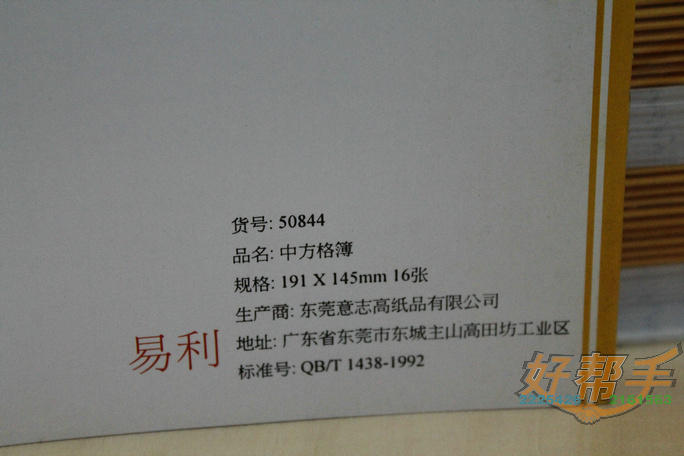 货号: 50844
品名: 中方格簿
规格: 191 X 145mm 16张
生产商: 东莞意志高纸品有限公司
地址: 广东省东莞市东城主山高田坊工业区
标准号: QB/T 1438-1992
易利
好帮手